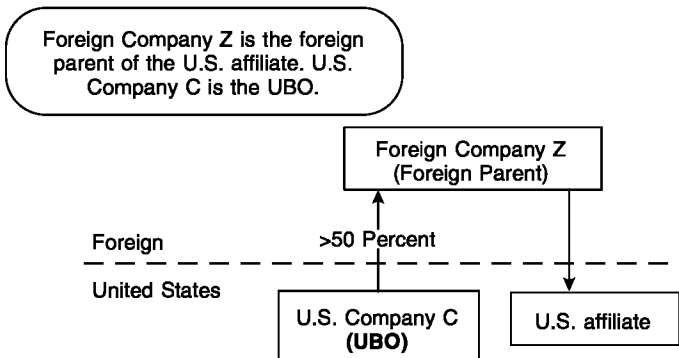 Foreign Company Z is the foreign
parent of the U.S. affiliate. U.S.
Company C is the UBO.
Foreign Company Z
(Foreign Parent)
Foreign
>50 Percent
United States
U.S. Company C
(UBO)
U.S. affiliate